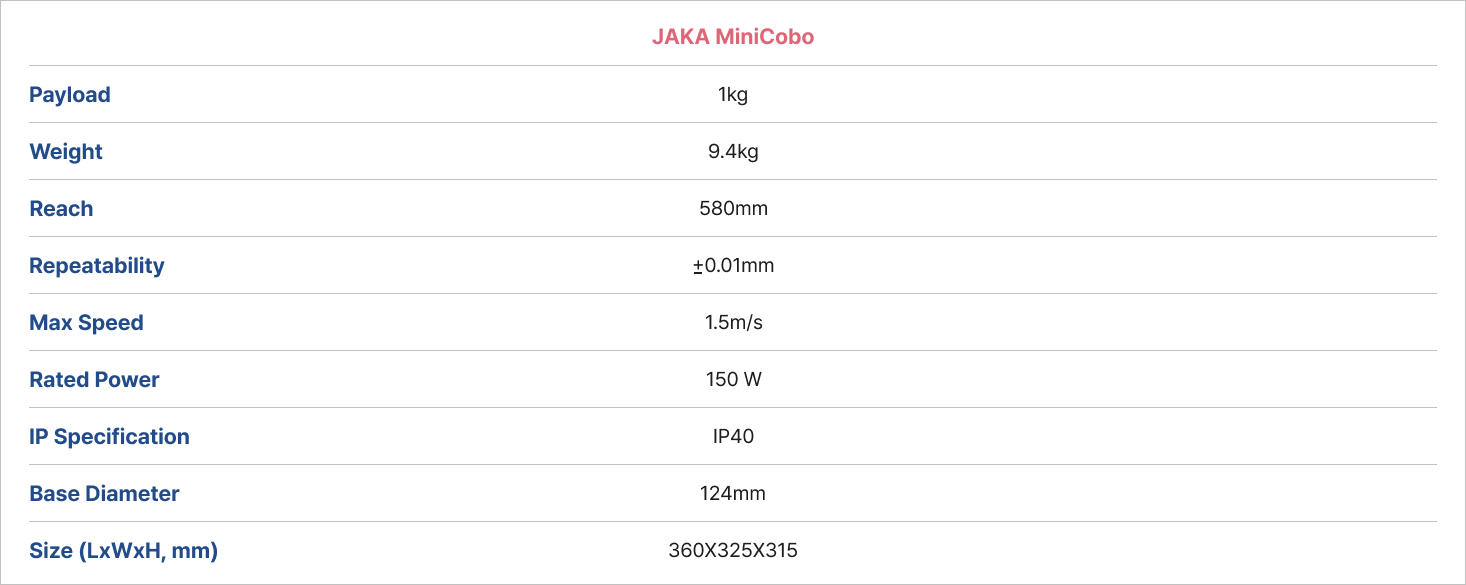 JAKA MiniCobo
Payload 1kg
Weight 9.4kg
Reach 580mm
Repeatability ±0.01mm
Max Speed 1.5m/s
Rated Power 150 W
IP Specification IP40
Base Diameter 124mm
Size (LxWxH, mm) 360X325X315